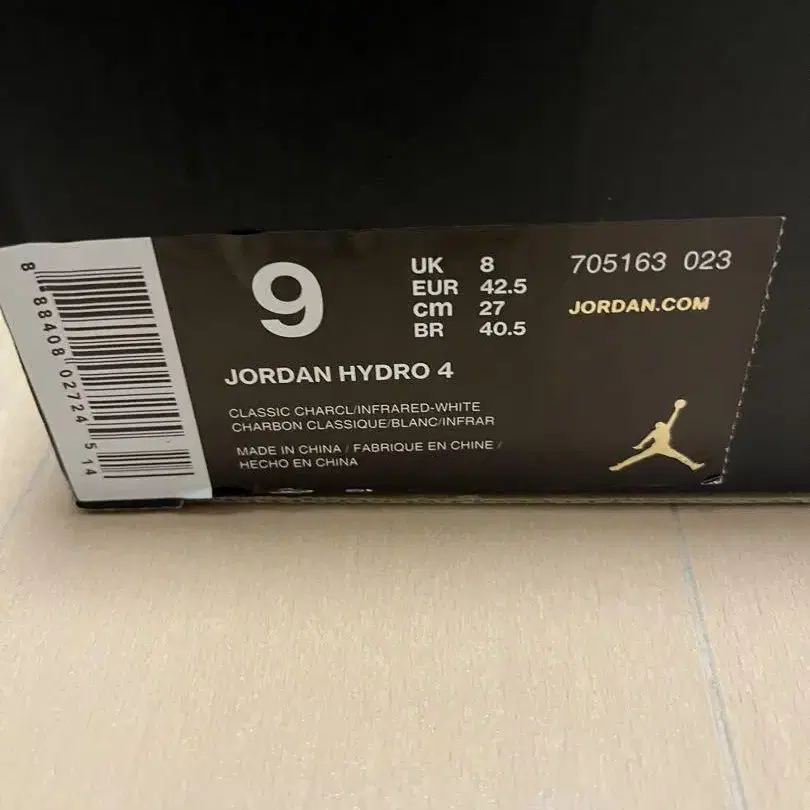 8 88408 02724 5 14
9
UK 8
EUR 42.5
cm 27
BR 40.5
705163 023
JORDAN.COM
JORDAN HYDRO 4
CLASSIC CHARCL/INFRARED-WHITE
CHARBON CLASSIQUE/BLANC/INFRAR
MADE IN CHINA / FABRIQUE EN CHINE /
HECHO EN CHINA